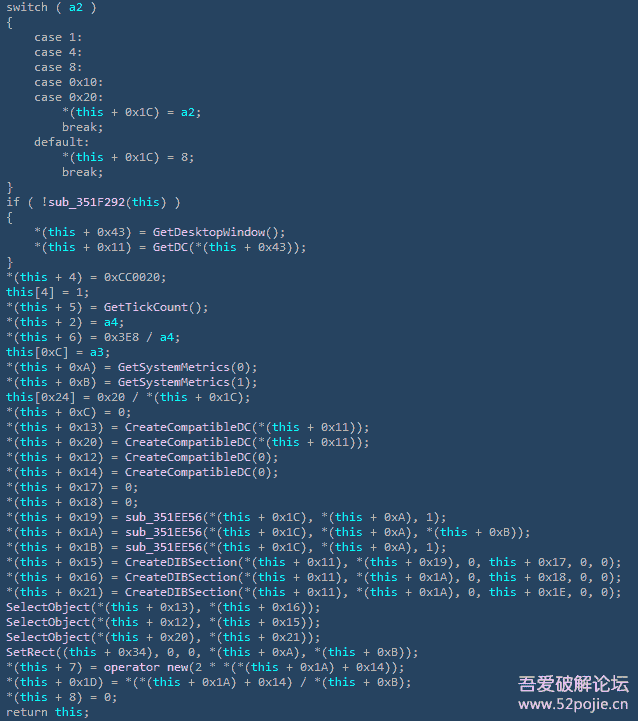 switch ( a2 )
{
    case 1:
    case 4:
    case 8:
    case 0x10:
    case 0x20:
        *(this + 0x1C) = a2;
        break;
    default:
        *(this + 0x1C) = 8;
        break;
}
if ( !sub_351F292(this) )
{
    *(this + 0x43) = GetDesktopWindow();
    *(this + 0x11) = GetDC(*(this + 0x43));
}
*(this + 4) = 0xCC0020;
this[4] = 1;
*(this + 5) = GetTickCount();
*(this + 2) = a4;
*(this + 6) = 0x3E8 / a4;
this[0xC] = a3;
*(this + 0xA) = GetSystemMetrics(0);
*(this + 0xB) = GetSystemMetrics(1);
this[0x24] = 0x20 / *(this + 0x1C);
*(this + 0xC) = 0;
*(this + 0x13) = CreateCompatibleDC(*(this + 0x11));
*(this + 0x20) = CreateCompatibleDC(*(this + 0x11));
*(this + 0x12) = CreateCompatibleDC(0);
*(this + 0x14) = CreateCompatibleDC(0);
*(this + 0x17) = 0;
*(this + 0x18) = 0;
*(this + 0x19) = sub_351EE56(*(this + 0x1C), *(this + 0xA), 1);
*(this + 0x1A) = sub_351EE56(*(this + 0x1C), *(this + 0xA), *(this + 0xB));
*(this + 0x1B) = sub_351EE56(*(this + 0x1C), *(this + 0xA), 1);
*(this + 0x15) = CreateDIBSection(*(this + 0x11), *(this + 0x19), 0, this + 0x17, 0, 0);
*(this + 0x16) = CreateDIBSection(*(this + 0x11), *(this + 0x1A), 0, this + 0x18, 0, 0);
*(this + 0x21) = CreateDIBSection(*(this + 0x11), *(this + 0x1A), 0, this + 0x1E, 0, 0);
SelectObject(*(this + 0x13), *(this + 0x16));
SelectObject(*(this + 0x12), *(this + 0x15));
SelectObject(*(this + 0x20), *(this + 0x21));
SetRect((this + 0x34), 0, 0, *(this + 0xA), *(this + 0xB));
*(this + 7) = operator new(2 * *(*(this + 0x1A) + 0x14));
*(this + 0x1D) = *(*(this + 0x1A) + 0x14) / *(this + 0xB);
*(this + 8) = 0;
return this;
吾爱破解论坛
www.52pojie.cn